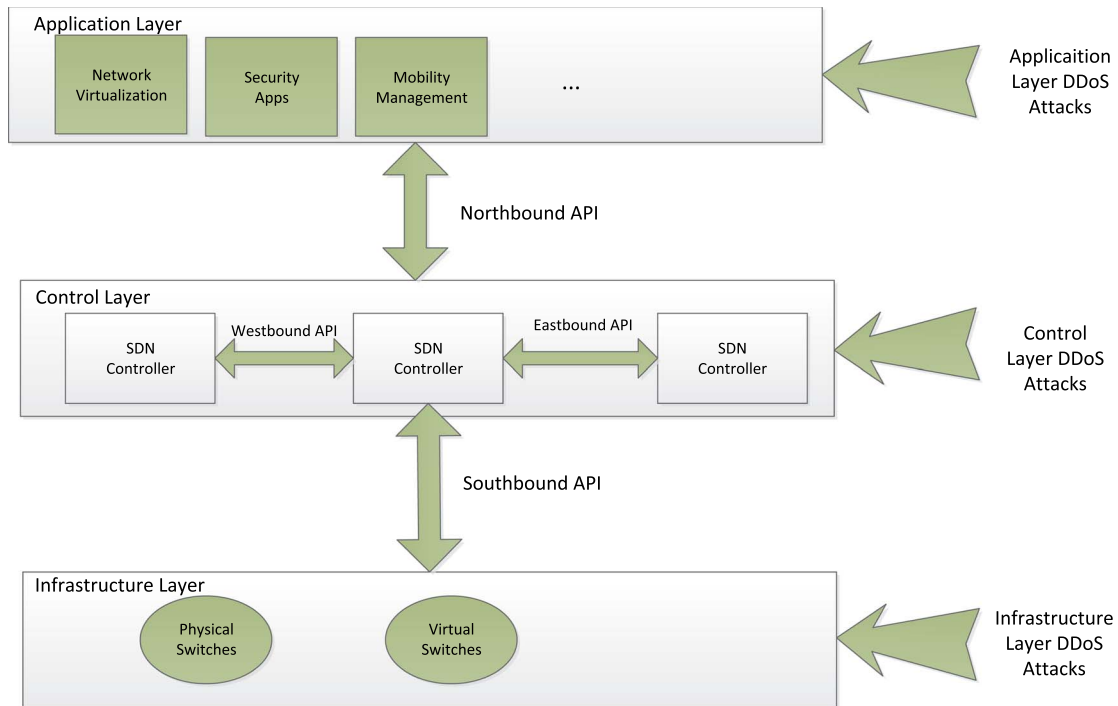 Application Layer
Network
Virtualization
Security
Apps
Mobility
Management
...
Applicaition
Layer DDoS
Attacks
Northbound API
Control Layer
SDN
Controller
Westbound API
SDN
Controller
Eastbound API
SDN
Controller
Control
Layer DDoS
Attacks
Southbound API
Infrastructure Layer
Physical
Switches
Virtual
Switches
Infrastructure
Layer DDoS
Attacks